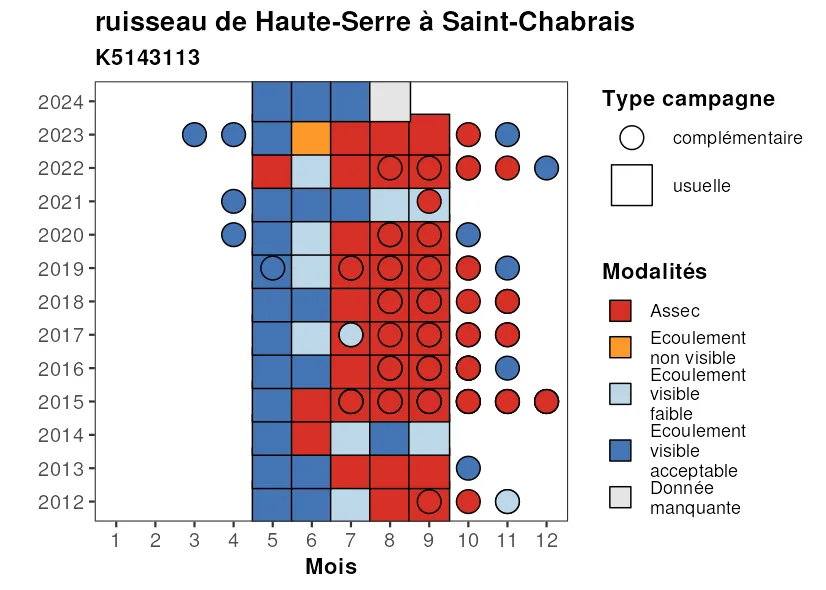 ruisseau de Haute-Serre à Saint-Chabrais
K5143113
2024
2023
2022
2021
2020
2019
2018
2017
2016
2015
2014
2013
2012
1 2 3 4 5 6 7 8 9 10 11 12
Mois
Type campagne
complémentaire
usuelle
Modalités
Assec
Ecoulement
non visible
Ecoulement
visible
faible
Ecoulement
visible
acceptable
Donnée
manquante